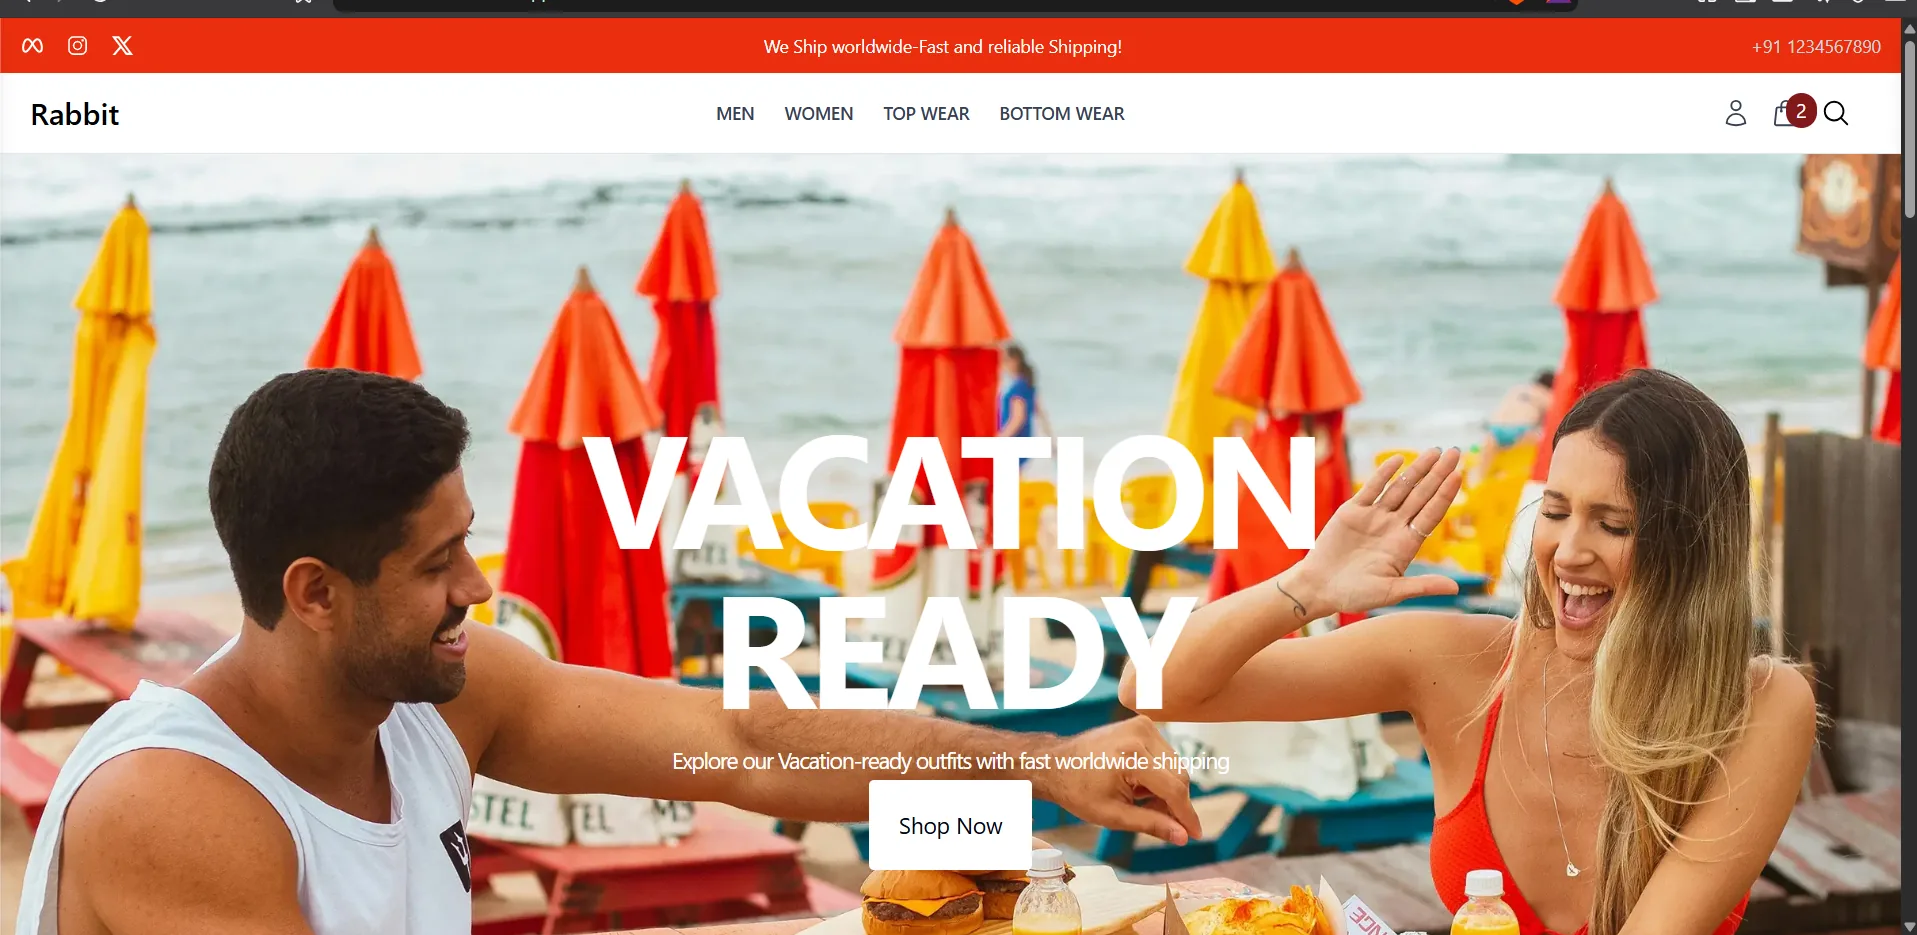 We Ship worldwide-Fast and reliable Shipping!
+91 1234567890
Rabbit
MEN
WOMEN
TOP WEAR
BOTTOM WEAR
2
VACATION
READY
Explore our Vacation-ready outfits with fast worldwide shipping
Shop Now